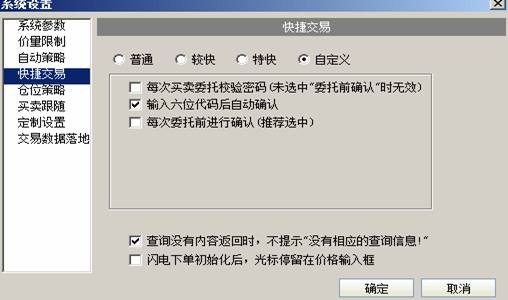 系统设置
系统参数
价量限制
自动策略
快捷交易
仓位策略
买卖跟随
定制设置
交易数据落地
快捷交易
普通 较快 特快 自定义
每次买卖委托校验密码(未选中"委托前确认"时无效)
输入六位代码后自动确认
每次委托前进行确认(推荐选中)
查询没有内容返回时，不提示"没有相应的查询信息!"
闪电下单初始化后，光标停留在价格输入框
确定 取消